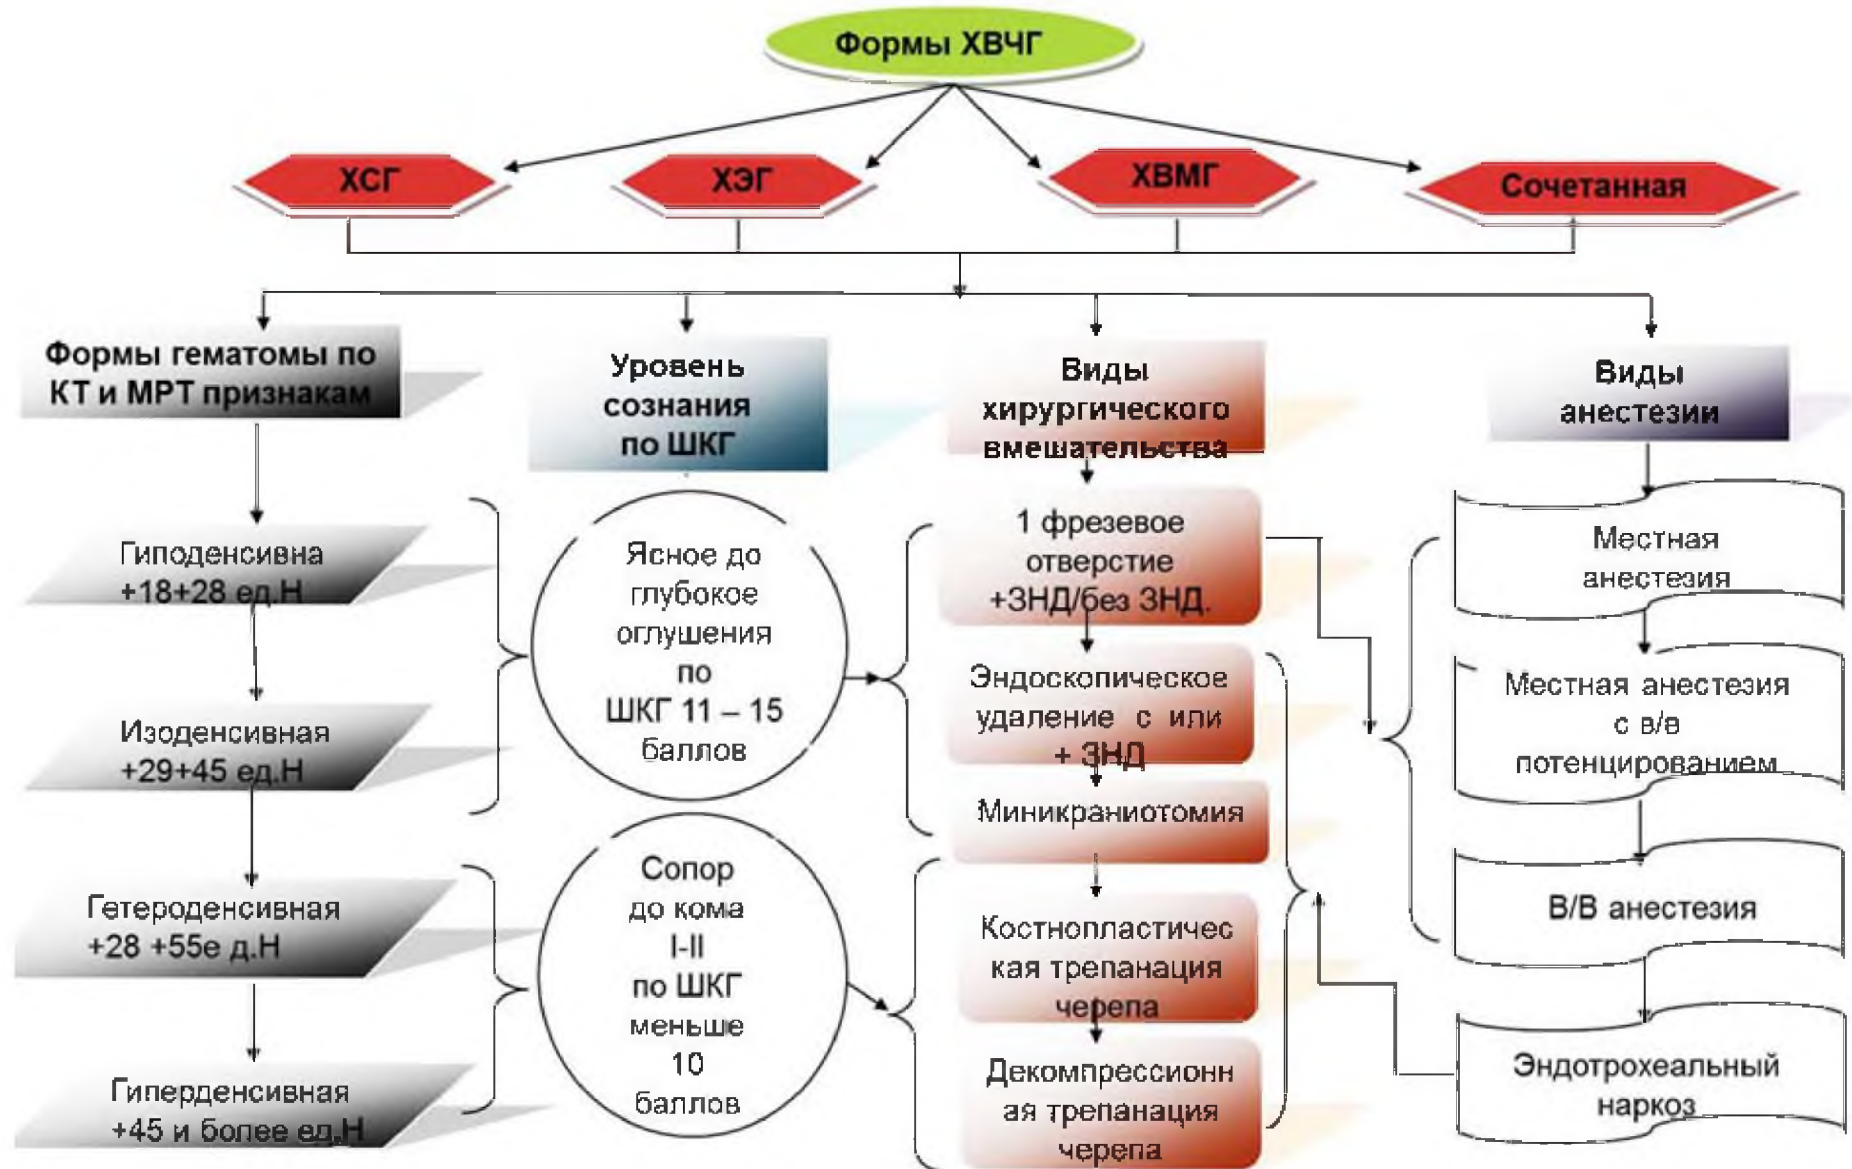 Формы ХВЧГ
ХСГ
ХЭГ
ХВМГ
Сочетанная
Формы гематомы по
КТ и МРТ признакам
Уровень
сознания
по ШКГ
Виды
хирургического
вмешательства
Виды
анестезии
Гиподенсивна
+18+28 ед.Н
Изоденсивная
+29+45 ед.Н
Гетероденсивная
+28 +55е д.Н
Гиперденсивная
+45 и более ед.Н
Ясное до
глубокое
оглушения
по
ШКГ 11 – 15
баллов
Сопор
до кома
I-II
по ШКГ
меньше
10
баллов
1 фрезевое
отверстие
+ЗНД/без ЗНД.
Эндоскопическое
удаление с или
+ ЗНД
Миникраниотомия
Костнопластичес
кая трепанация
черепа
Декомпрессионн
ая трепанация
черепа
Местная
анестезия
Местная анестезия
с в/в
потенцированием
В/В анестезия
Эндотрохеальный
наркоз